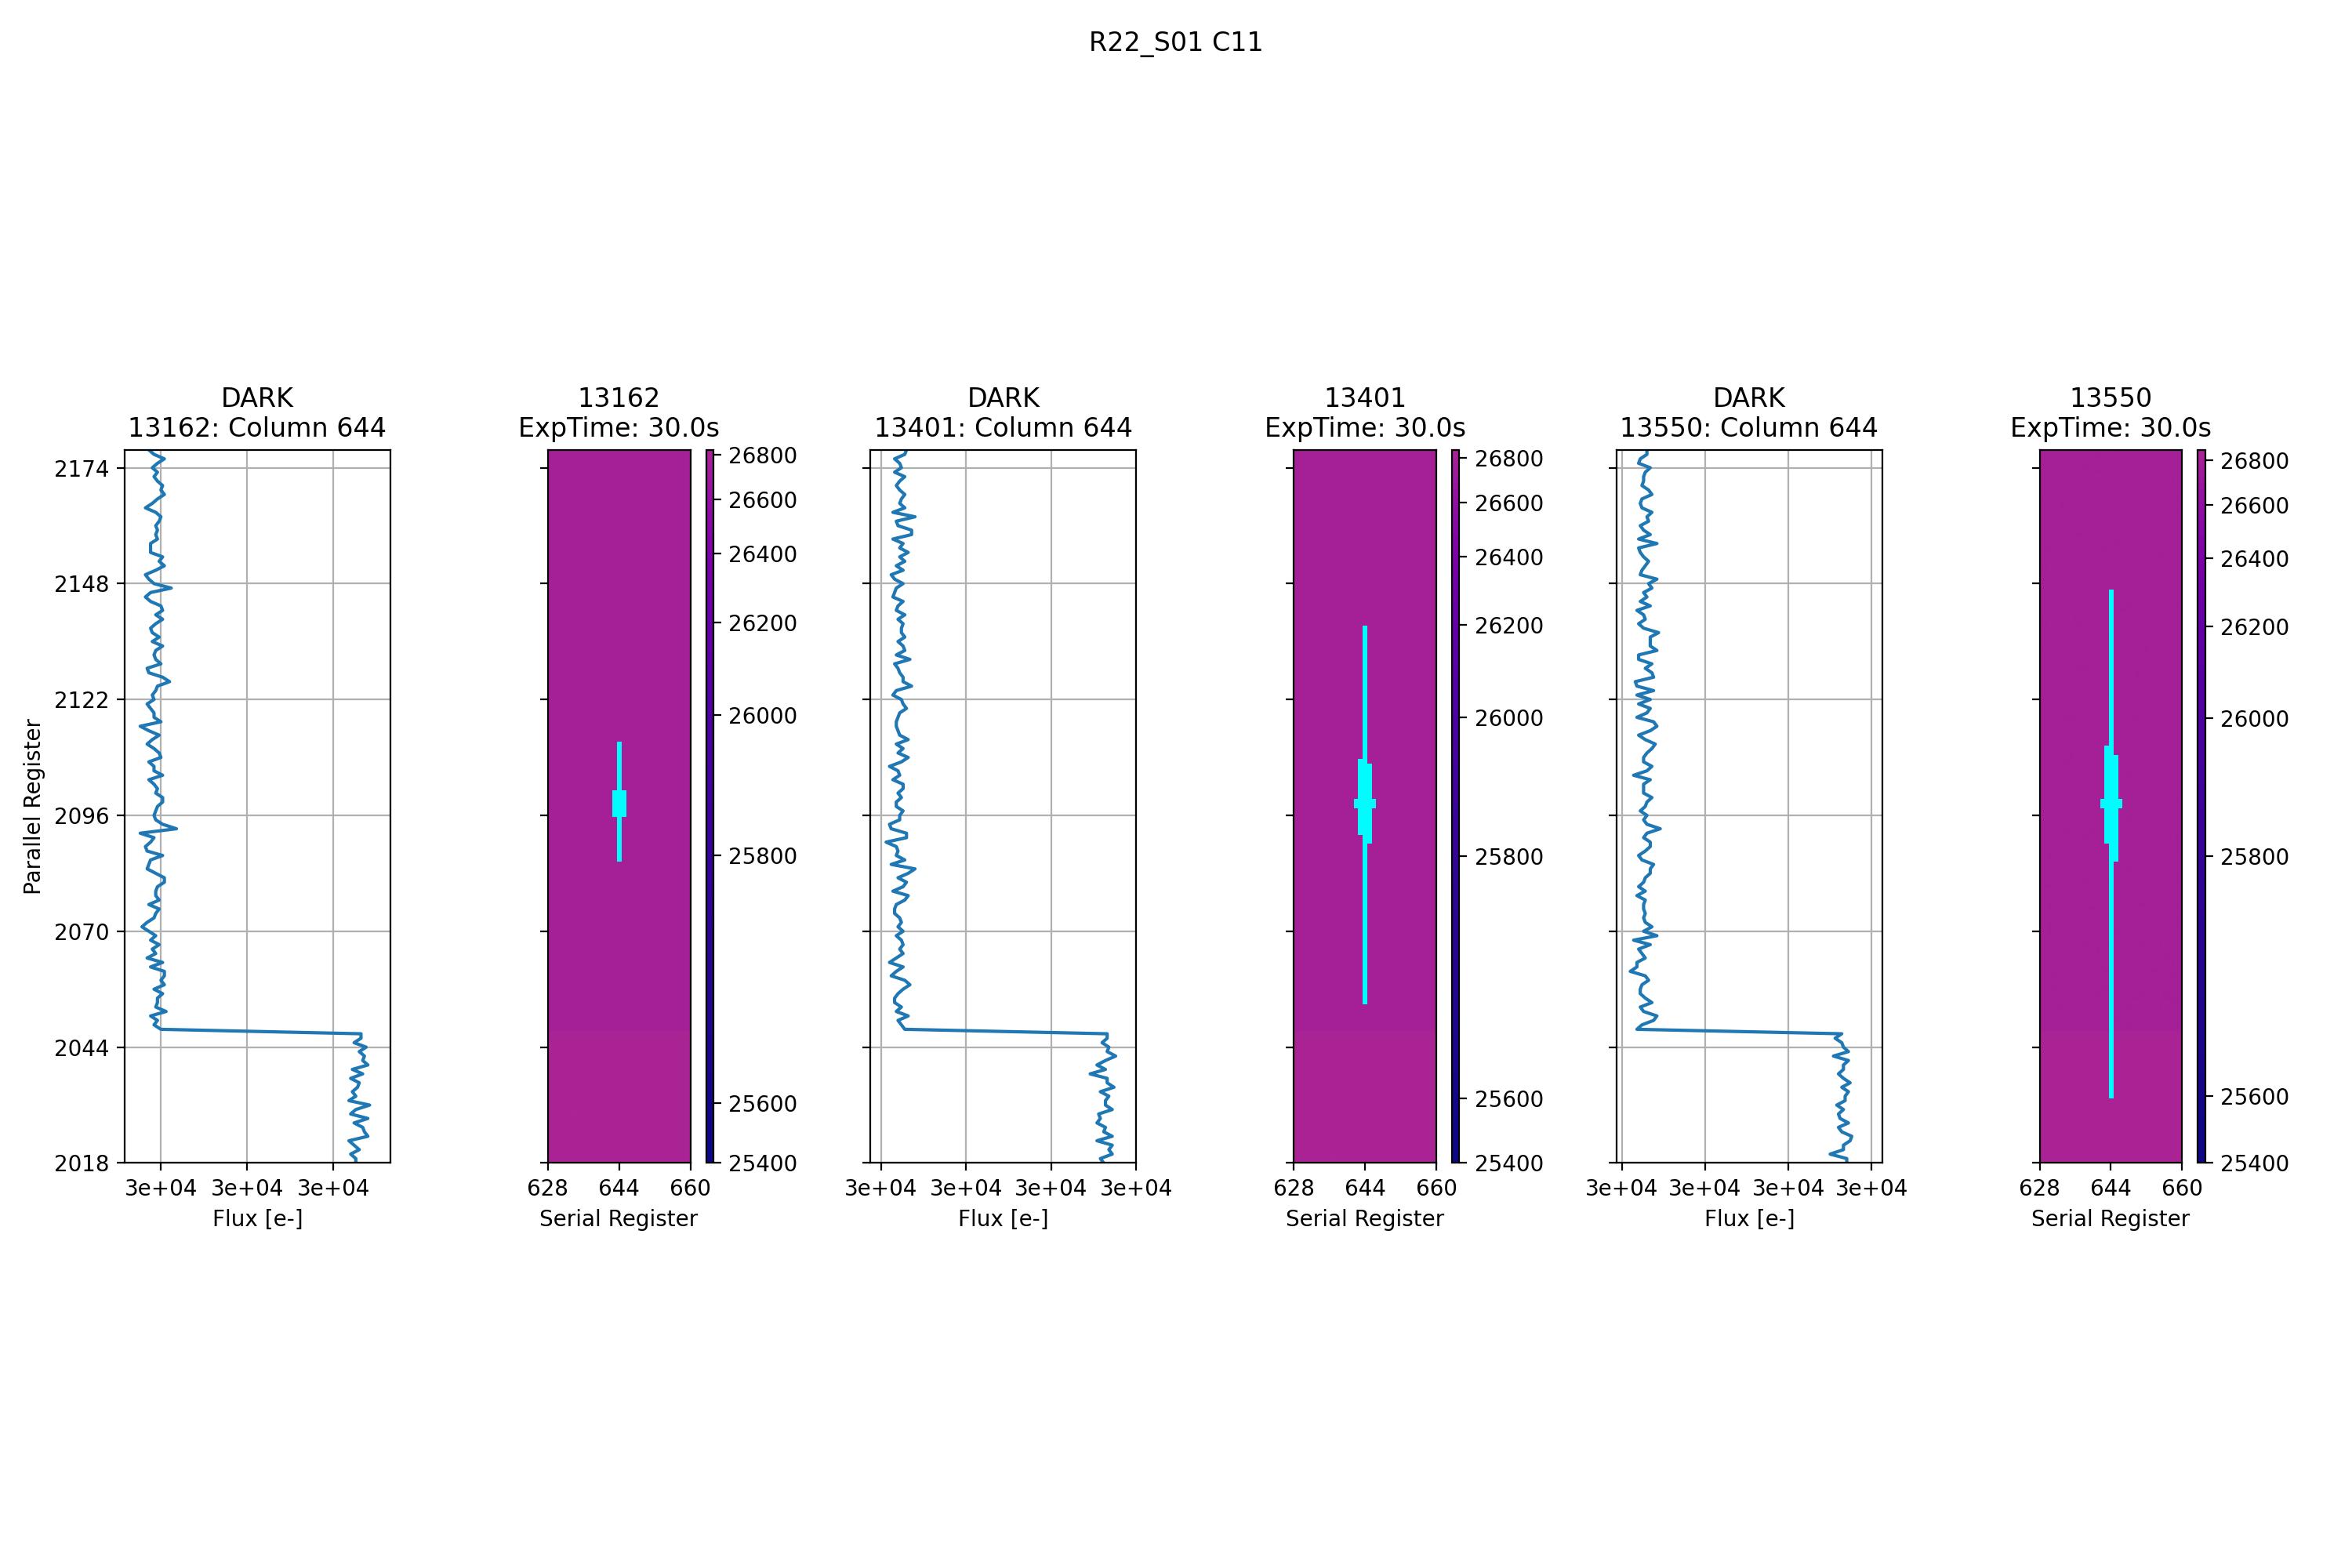 R22_S01 C11
DARK
13162: Column 644
13162
ExpTime: 30.0s
DARK
13401: Column 644
13401
ExpTime: 30.0s
DARK
13550: Column 644
13550
ExpTime: 30.0s
Parallel Register
2174
2148
2122
2096
2070
2044
2018
3e+04 3e+04 3e+04
Flux [e-]
26800
26600
26400
26200
26000
25800
25600
25400
628 644 660
Serial Register
3e+04 3e+04 3e+04 3e+04
Flux [e-]
26800
26600
26400
26200
26000
25800
25600
25400
628 644 660
Serial Register
3e+04 3e+04 3e+04 3e+04
Flux [e-]
26800
26600
26400
26200
26000
25800
25600
25400
628 644 660
Serial Register